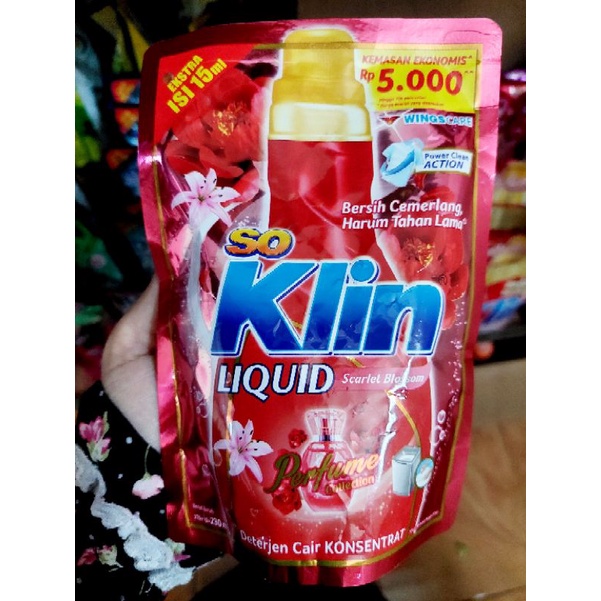 EKSTRA
ISI 15ml
KEMASAN EKONOMIS*
Rp 5.000**
WINGS CARE
Power Clean
ACTION
Bersih Cemerlang,
Harum Tahan Lama
SO
Klin
LIQUID
Scarlet Blossom
Perfume
Collection
Deterjen Cair KONSENTRAT